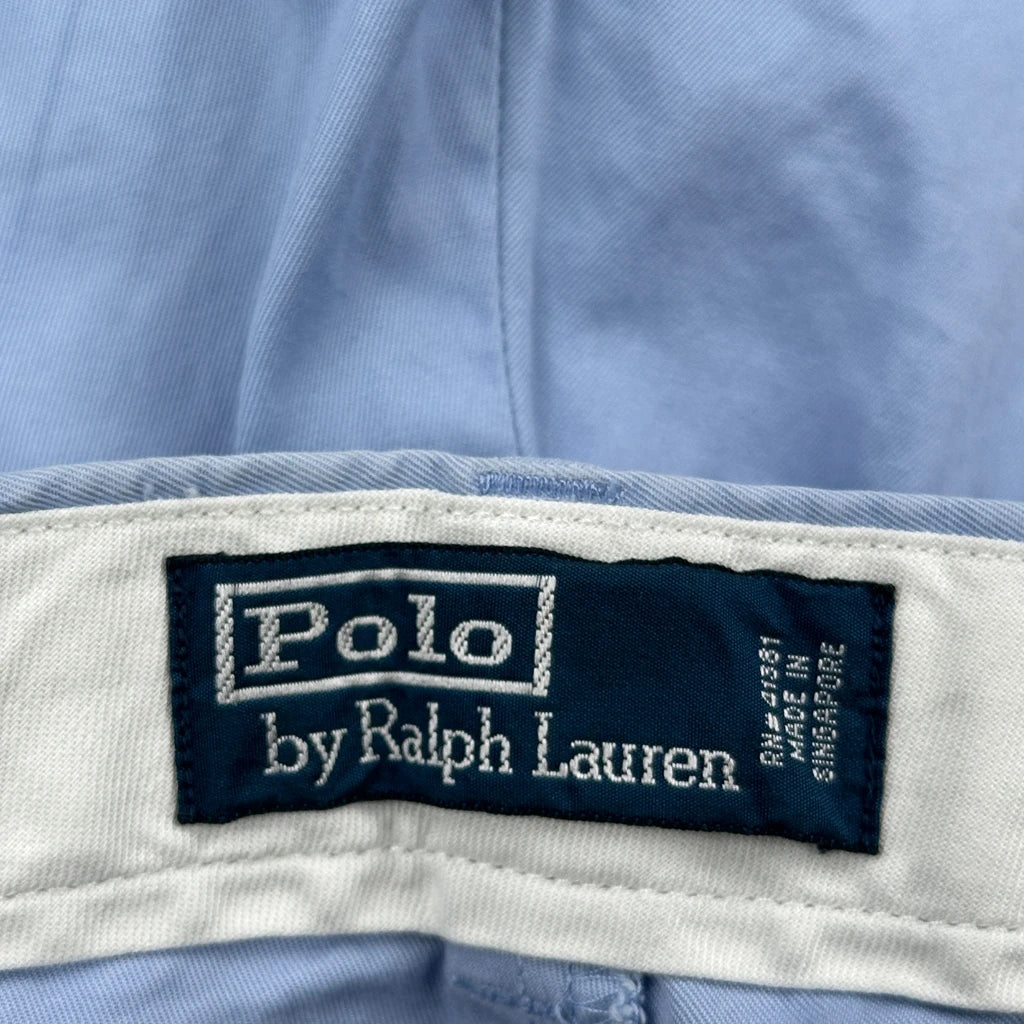 Polo
by Ralph Lauren
RN# 41381
MADE IN
SINGAPORE